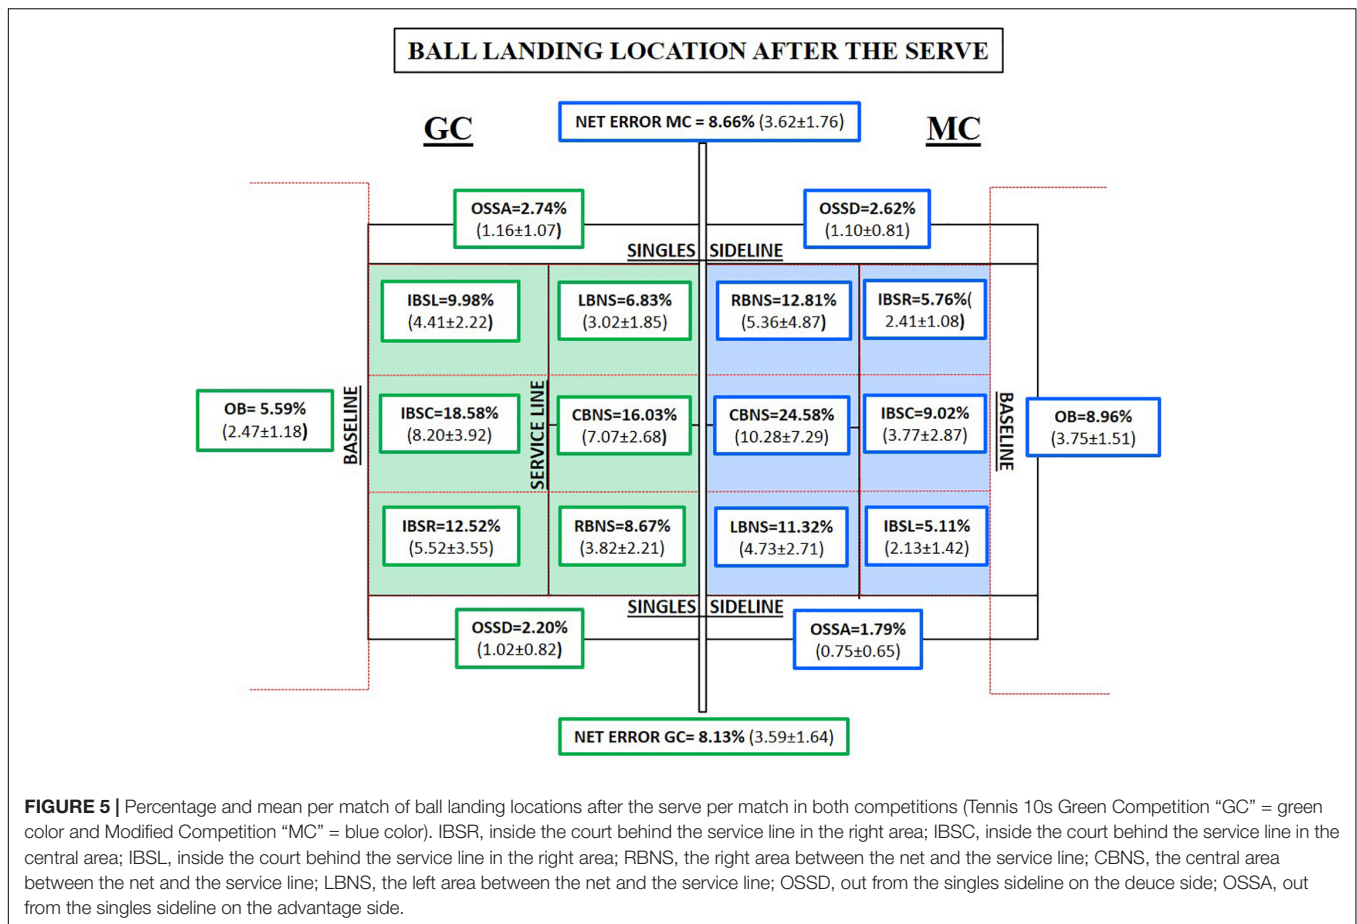 BALL LANDING LOCATION AFTER THE SERVE
GC
NET ERROR MC = 8.66% (3.62±1.76)
MC
OSSA=2.74%
(1.16±1.07)
OSSD=2.62%
(1.10±0.81)
SINGLES SIDELINE
IBSL=9.98%
(4.41±2.22)
LBNS=6.83%
(3.02±1.85)
RBNS=12.81%
(5.36±4.87)
IBSR=5.76%(
2.41±1.08)
OB= 5.59%
(2.47±1.18)
BASELINE
IBSC=18.58%
(8.20±3.92)
SERVICE LINE
CBNS=16.03%
(7.07±2.68)
CBNS=24.58%
(10.28±7.29)
IBSC=9.02%
(3.77±2.87)
BASELINE
OB=8.96%
(3.75±1.51)
IBSR=12.52%
(5.52±3.55)
RBNS=8.67%
(3.82±2.21)
LBNS=11.32%
(4.73±2.71)
IBSL=5.11%
(2.13±1.42)
SINGLES SIDELINE
OSSD=2.20%
(1.02±0.82)
OSSA=1.79%
(0.75±0.65)
NET ERROR GC= 8.13% (3.59±1.64)
FIGURE 5 | Percentage and mean per match of ball landing locations after the serve per match in both competitions (Tennis 10s Green Competition “GC” = green
color and Modified Competition “MC” = blue color). IBSR, inside the court behind the service line in the right area; IBSC, inside the court behind the service line in the
central area; IBSL, inside the court behind the service line in the right area; RBNS, the right area between the net and the service line; CBNS, the central area
between the net and the service line; LBNS, the left area between the net and the service line; OSSD, out from the singles sideline on the deuce side; OSSA, out
from the singles sideline on the advantage side.